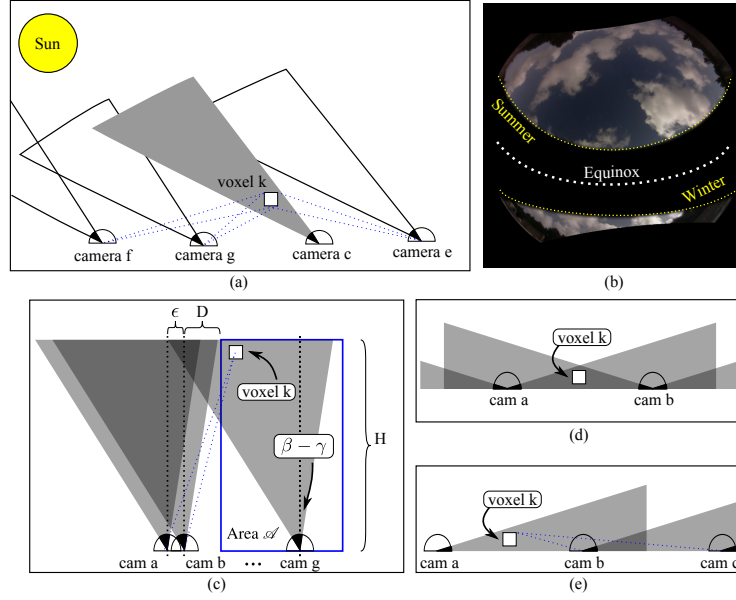 Sun
voxel k
camera f
camera g
camera c
camera e
(a)
Summer
Equinox
Winter
(b)
ϵ
D
voxel k
β − γ
H
Area 𝒜
cam a
cam b
...
cam g
(c)
voxel k
cam a
cam b
(d)
voxel k
cam a
cam b
cam c
(e)